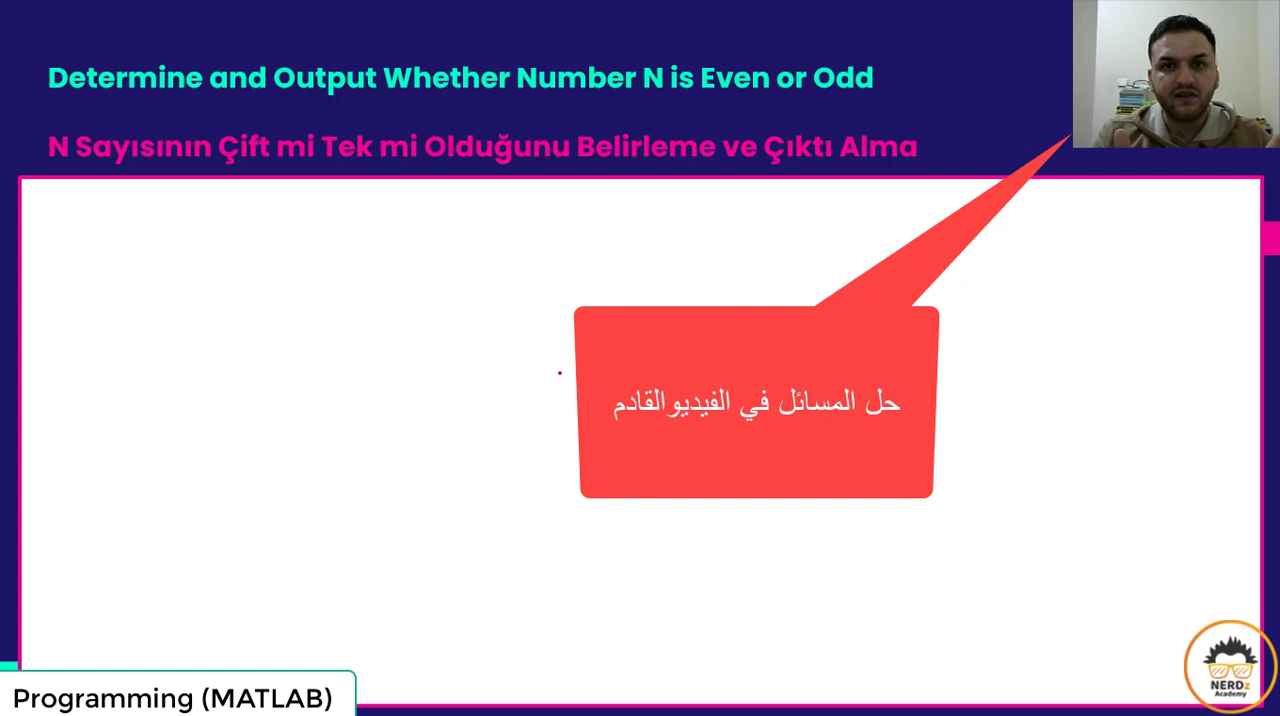 Determine and Output Whether Number N is Even or Odd
N Sayısının Çift mi Tek mi Olduğunu Belirleme ve Çıktı Alma
حل المسائل في الفيديوالقادم
Programming (MATLAB)
NERDz
Academy